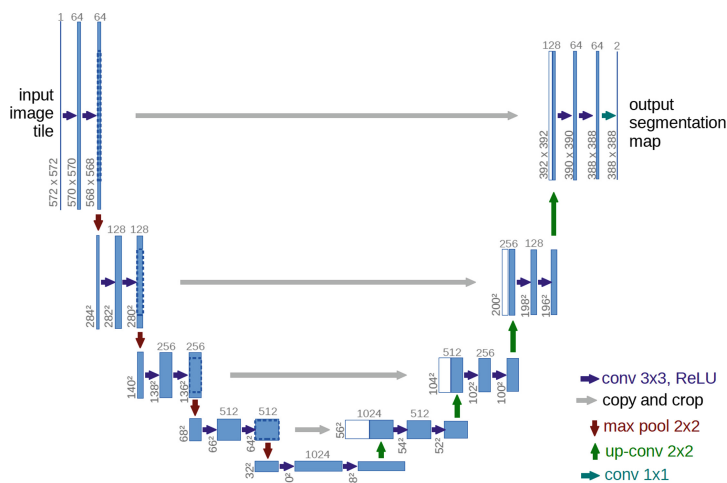 1 64 64
128 64 64 2
input
image
tile
output
segmentation
map
572 x 572
570 x 570
568 x 568
392 x 392
390 x 390
388 x 388
388 x 388
128 128
256 128
284²
282²
280²
200²
198²
196²
256 256
512 256
140²
138²
136²
104²
102²
100²
conv 3x3, ReLU
copy and crop
max pool 2x2
up-conv 2x2
conv 1x1
512 512
1024 512
68²
66²
64²
56²
54²
52²
1024
32²
0²
8²